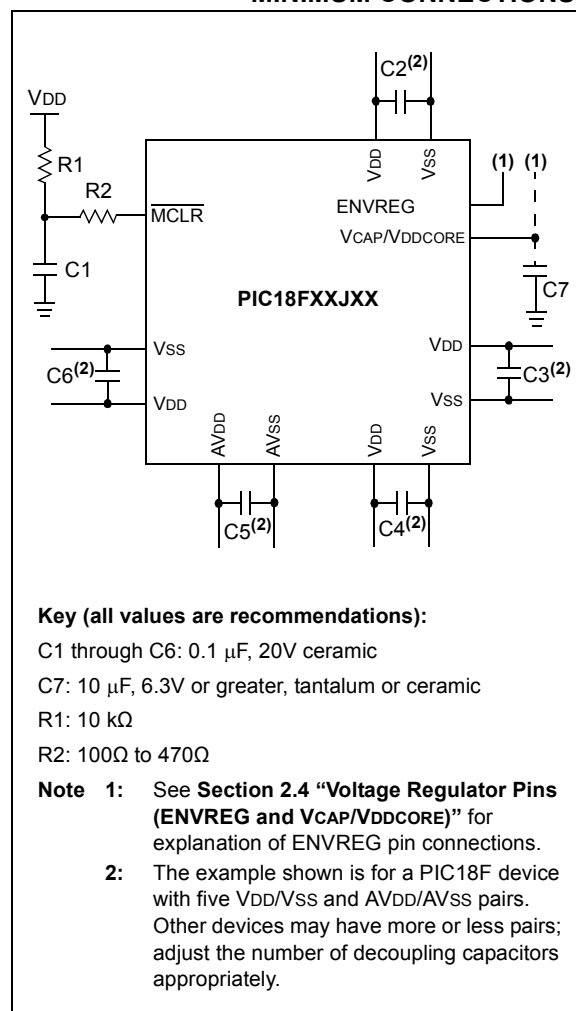 C2(2)
VDD
R1
R2
C1
VDD
VSS
MCLR
ENVREG
VCAP/VDDCORE
(1) (1)
C7
PIC18FXXJXX
VSS
C6(2)
VDD
VDD
C3(2)
VSS
AVDD
AVSS
VDD
VSS
C5(2)
C4(2)
Key (all values are recommendations):
C1 through C6: 0.1 μF, 20V ceramic
C7: 10 μF, 6.3V or greater, tantalum or ceramic
R1: 10 kΩ
R2: 100Ω to 470Ω
Note 1: See Section 2.4 “Voltage Regulator Pins
(ENVREG and VCAP/VDDCORE)” for
explanation of ENVREG pin connections.
2: The example shown is for a PIC18F device
with five VDD/VSS and AVDD/AVSS pairs.
Other devices may have more or less pairs;
adjust the number of decoupling capacitors
appropriately.